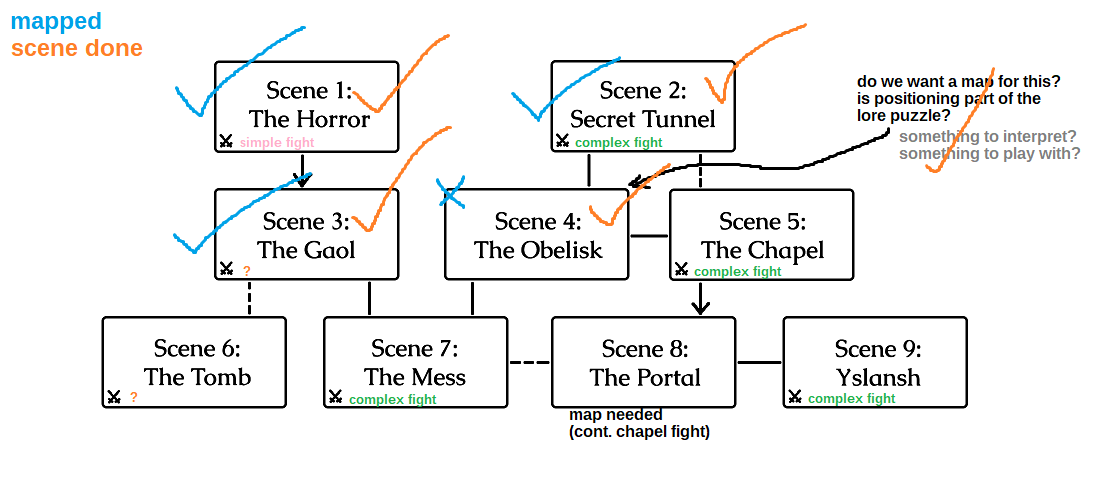 mapped
scene done
Scene 1:
The Horror
simple fight
Scene 2:
Secret Tunnel
complex fight
do we want a map for this?
is positioning part of the
lore puzzle?
something to interpret?
something to play with?
Scene 3:
The Gaol
?
Scene 4:
The Obelisk
Scene 5:
The Chapel
complex fight
Scene 6:
The Tomb
?
Scene 7:
The Mess
complex fight
Scene 8:
The Portal
map needed
(cont. chapel fight)
Scene 9:
Yslansh
complex fight